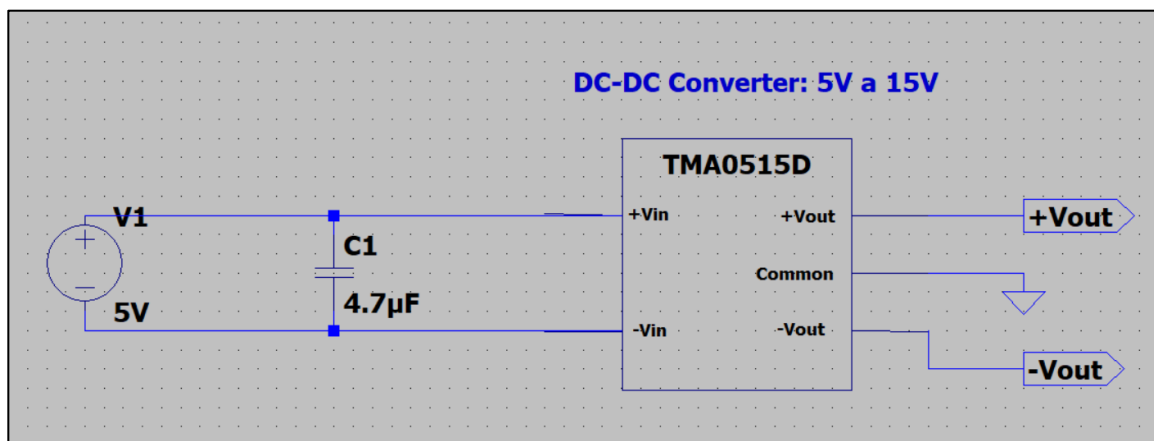 DC-DC Converter: 5V a 15V
TMA0515D
V1
+Vin
+Vout
+Vout
C1
Common
4.7µF
5V
-Vin
-Vout
-Vout